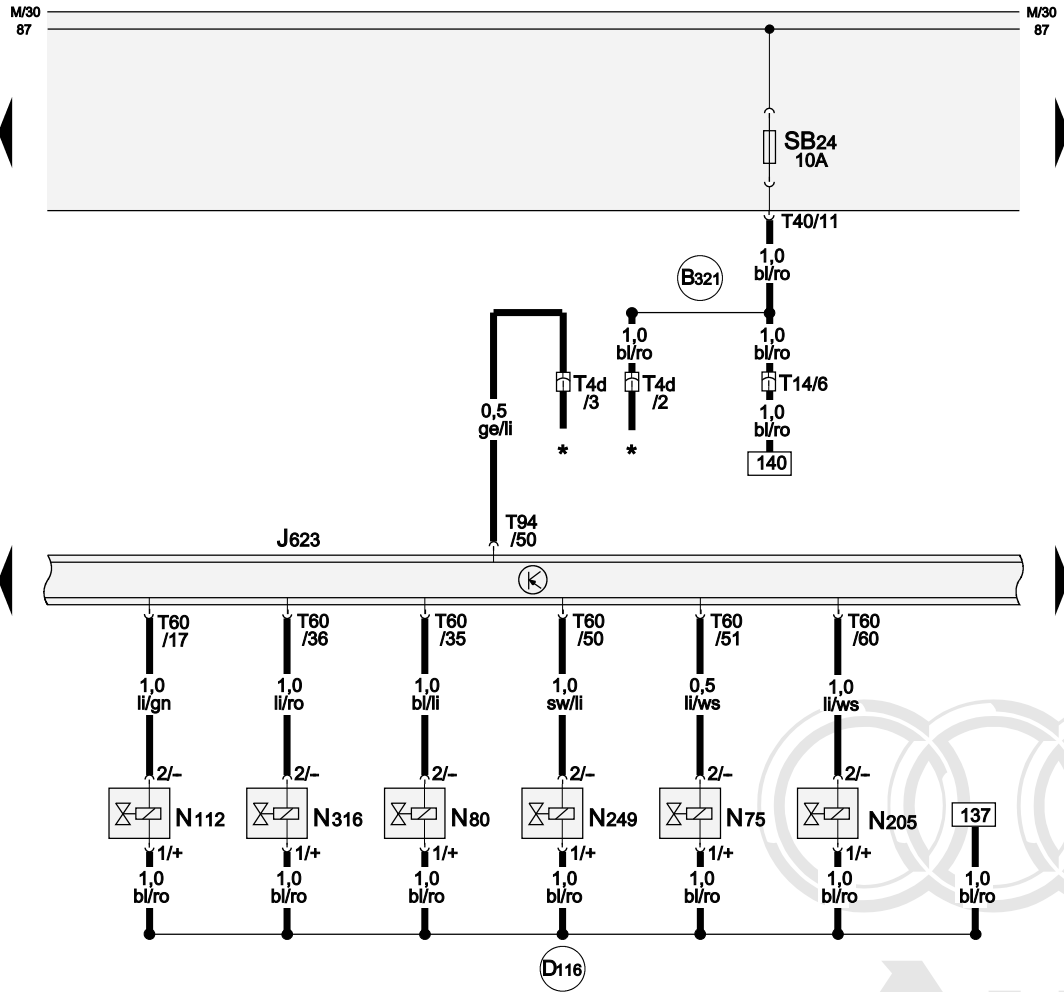 M/30 M/30
87 87
SB24
10A
T40/11
1,0
bl/ro
B321
1,0 1,0
bl/ro bl/ro
T4d T4d T14/6
/3 /2
0,5 1,0
ge/li bl/ro
* *
140
T94
J623 /50
T60 T60 T60 T60 T60 T60
/17 /36 /35 /50 /51 /60
1,0 1,0 1,0 1,0 0,5 1,0
li/gn li/ro bl/li sw/li li/ws li/ws
2/- 2/- 2/- 2/- 2/- 2/-
N112 N316 N80 N249 N75 N205 137
1/+ 1/+ 1/+ 1/+ 1/+ 1/+
1,0 1,0 1,0 1,0 1,0 1,0 1,0
bl/ro bl/ro bl/ro bl/ro bl/ro bl/ro bl/ro
D116